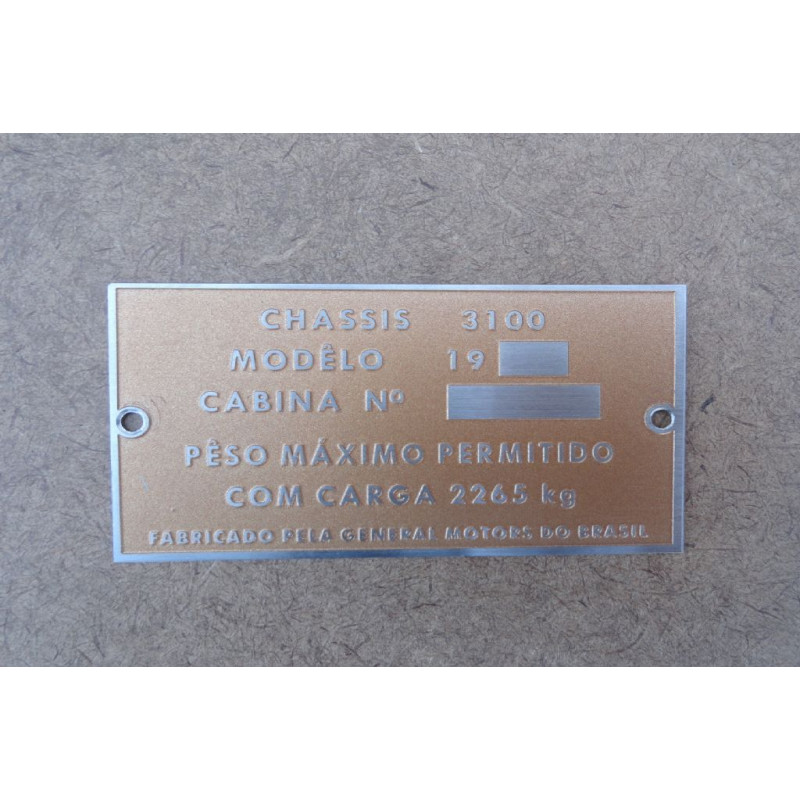 CHASSIS 3100
MODÊLO 19
CABINA Nº
PÊSO MÁXIMO PERMITIDO
COM CARGA 2265 kg
FABRICADO PELA GENERAL MOTORS DO BRASIL